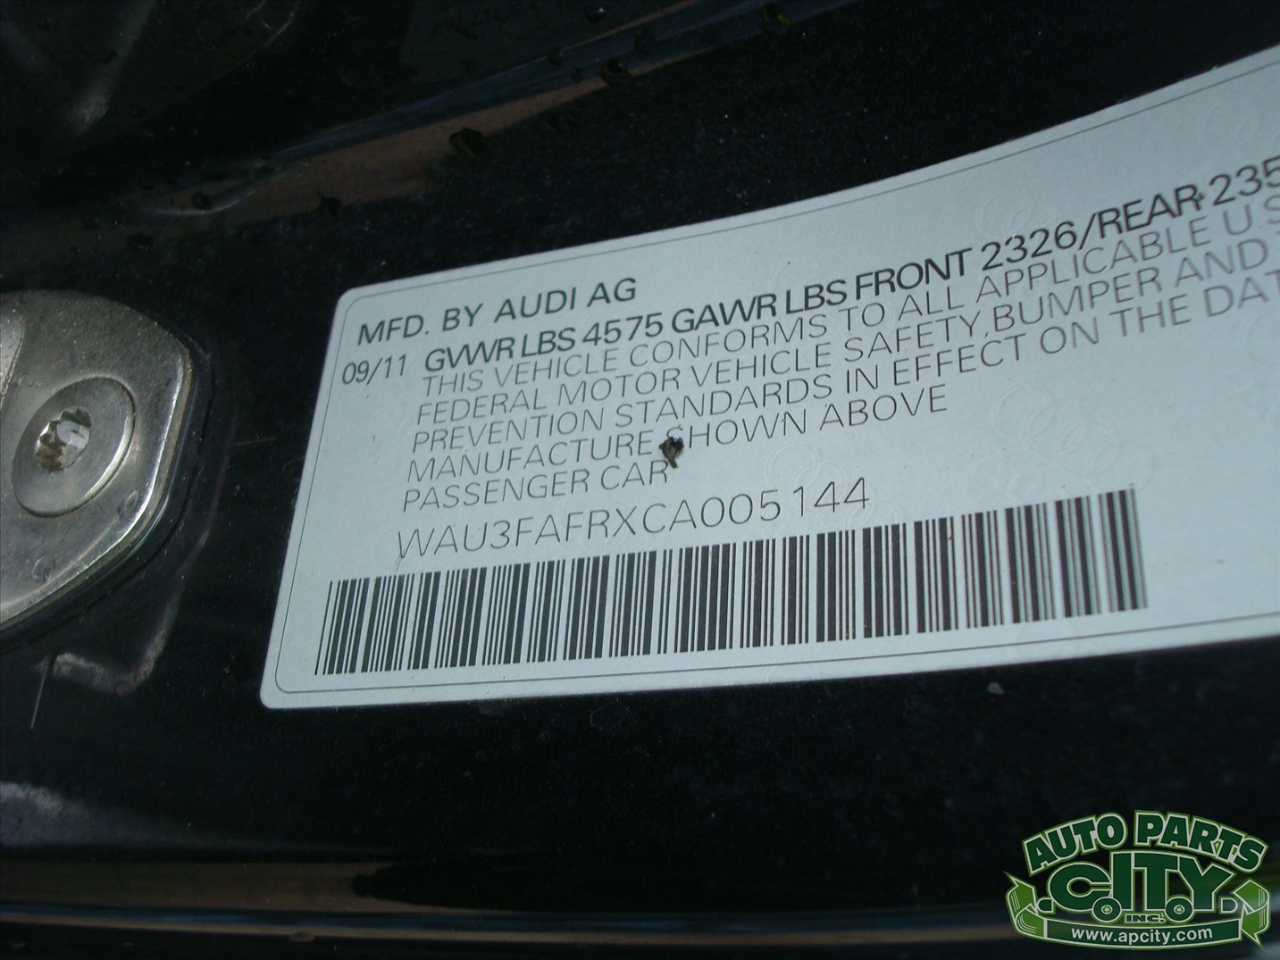 MFD. BY AUDI AG
09/11 GVWR LBS 4575 GAWR LBS FRONT 2326/REAR 235
THIS VEHICLE CONFORMS TO ALL APPLICABLE U S
FEDERAL MOTOR VEHICLE SAFETY, BUMPER AND
PREVENTION STANDARDS IN EFFECT ON THE DAT
MANUFACTURE SHOWN ABOVE
PASSENGER CAR
WAU3FAFRXCA005144
AUTO PARTS
CITY
INC.
www.apcity.com